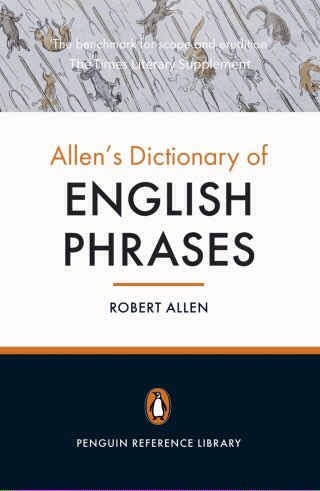 'The benchmark for scope and erudition'
The Times Literary Supplement
Allen's Dictionary of
ENGLISH
PHRASES
ROBERT ALLEN
PENGUIN REFERENCE LIBRARY